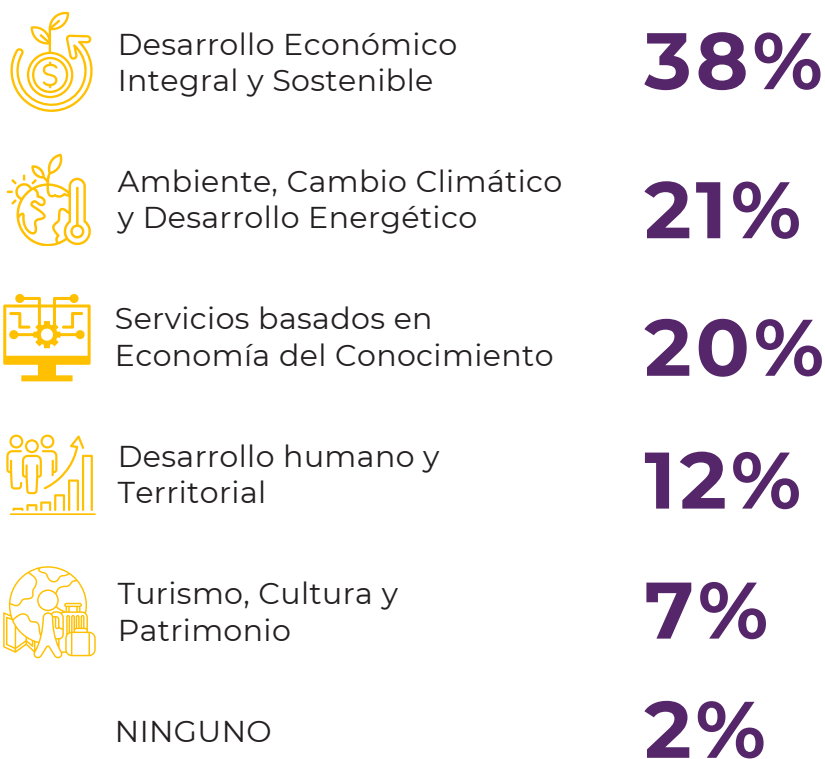 Desarrollo Económico
Integral y Sostenible
38%
Ambiente, Cambio Climático
y Desarrollo Energético
21%
Servicios basados en
Economía del Conocimiento
20%
Desarrollo humano y
Territorial
12%
Turismo, Cultura y
Patrimonio
7%
NINGUNO
2%